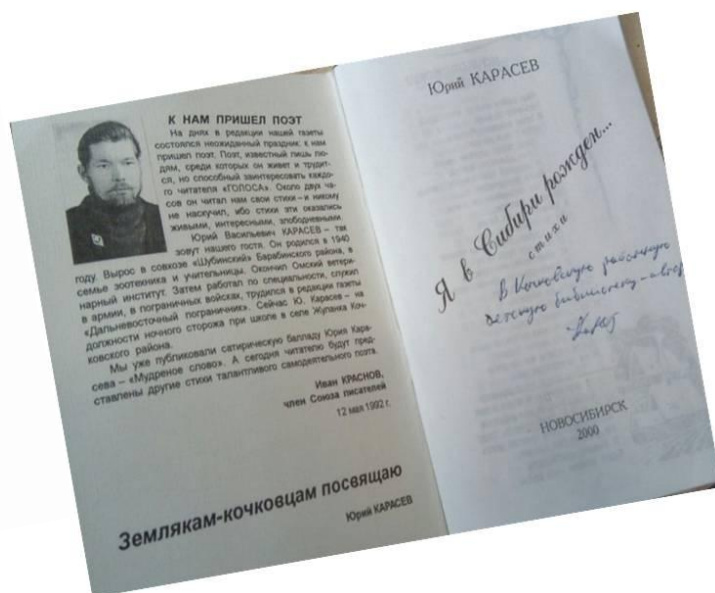 К НАМ ПРИШЕЛ ПОЭТ
На днях в редакции нашей газеты
состоялся неожиданный праздник: к нам
пришел поэт. Поэт, известный лишь лю-
дям, среди которых он живет и трудит-
ся, но способный заинтересовать каждо-
го читателя «ГОЛОСА». Около двух ча-
сов он читал нам свои стихи – и никому
не наскучил, ибо стихи эти оказались
живыми, интересными, злободневными.
Юрий Васильевич КАРАСЕВ – так
зовут нашего гостя. Он родился в 1940
году. Вырос в совхозе «Шубинский» Барабинского района, в
семье зоотехника и учительницы. Окончил Омский ветери-
нарный институт. Затем работал по специальности, служил
в армии, в пограничных войсках, трудился в редакции газеты
«Дальневосточный пограничник». Сейчас Ю. Карасев – на
должности ночного сторожа при школе в селе Жуланка Коч-
ковского района.
Мы уже публиковали сатирическую балладу Юрия Кара-
сева – «Мудреное слово». А сегодня читателю будут пред-
ставлены другие стихи талантливого самодеятельного поэта.
Иван КРАСНОВ,
член Союза писателей
12 мая 1992 г.
Землякам-кочковцам посвящаю
Юрий КАРАСЕВ
Юрий КАРАСЕВ
Я в Сибири рожден...
стихи
В Кочковскую районную
детскую библиотеку – автор
НОВОСИБИРСК
2000